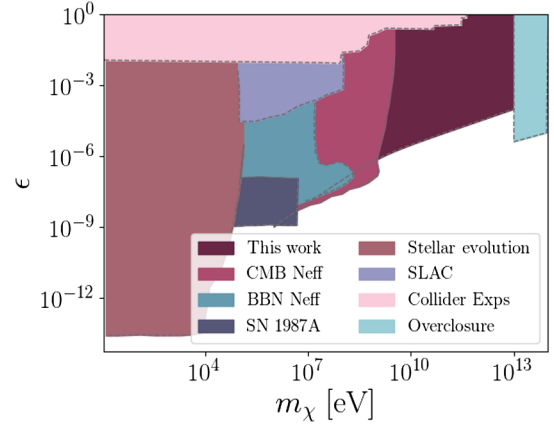 10^0
10^-3
10^-6
10^-9
10^-12
ϵ
This work
CMB Neff
BBN Neff
SN 1987A
Stellar evolution
SLAC
Collider Exps
Overclosure
10^4 10^7 10^10 10^13
m_χ [eV]